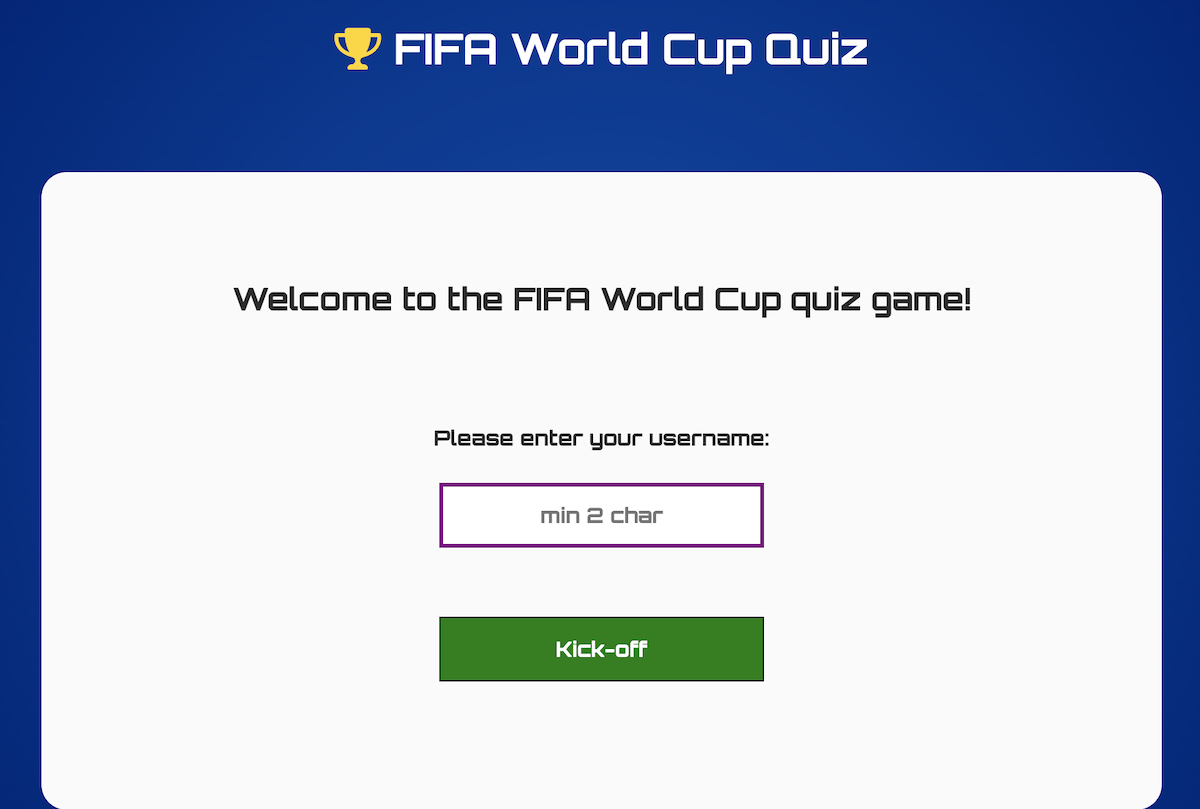 FIFA World Cup Quiz
Welcome to the FIFA World Cup quiz game!
Please enter your username:
min 2 char
Kick-off